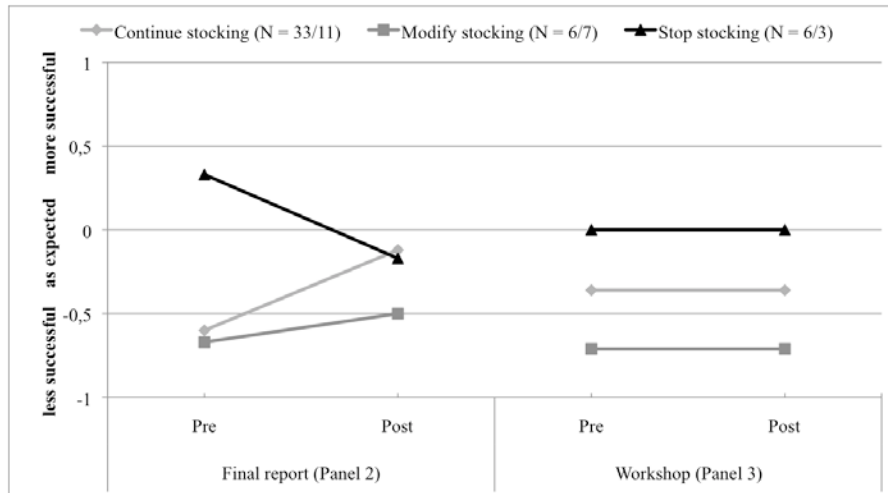 Continue stocking (N = 33/11) Modify stocking (N = 6/7) Stop stocking (N = 6/3)
less successful as expected more successful
1
0,5
0
-0,5
-1
Pre Post Pre Post
Final report (Panel 2) Workshop (Panel 3)